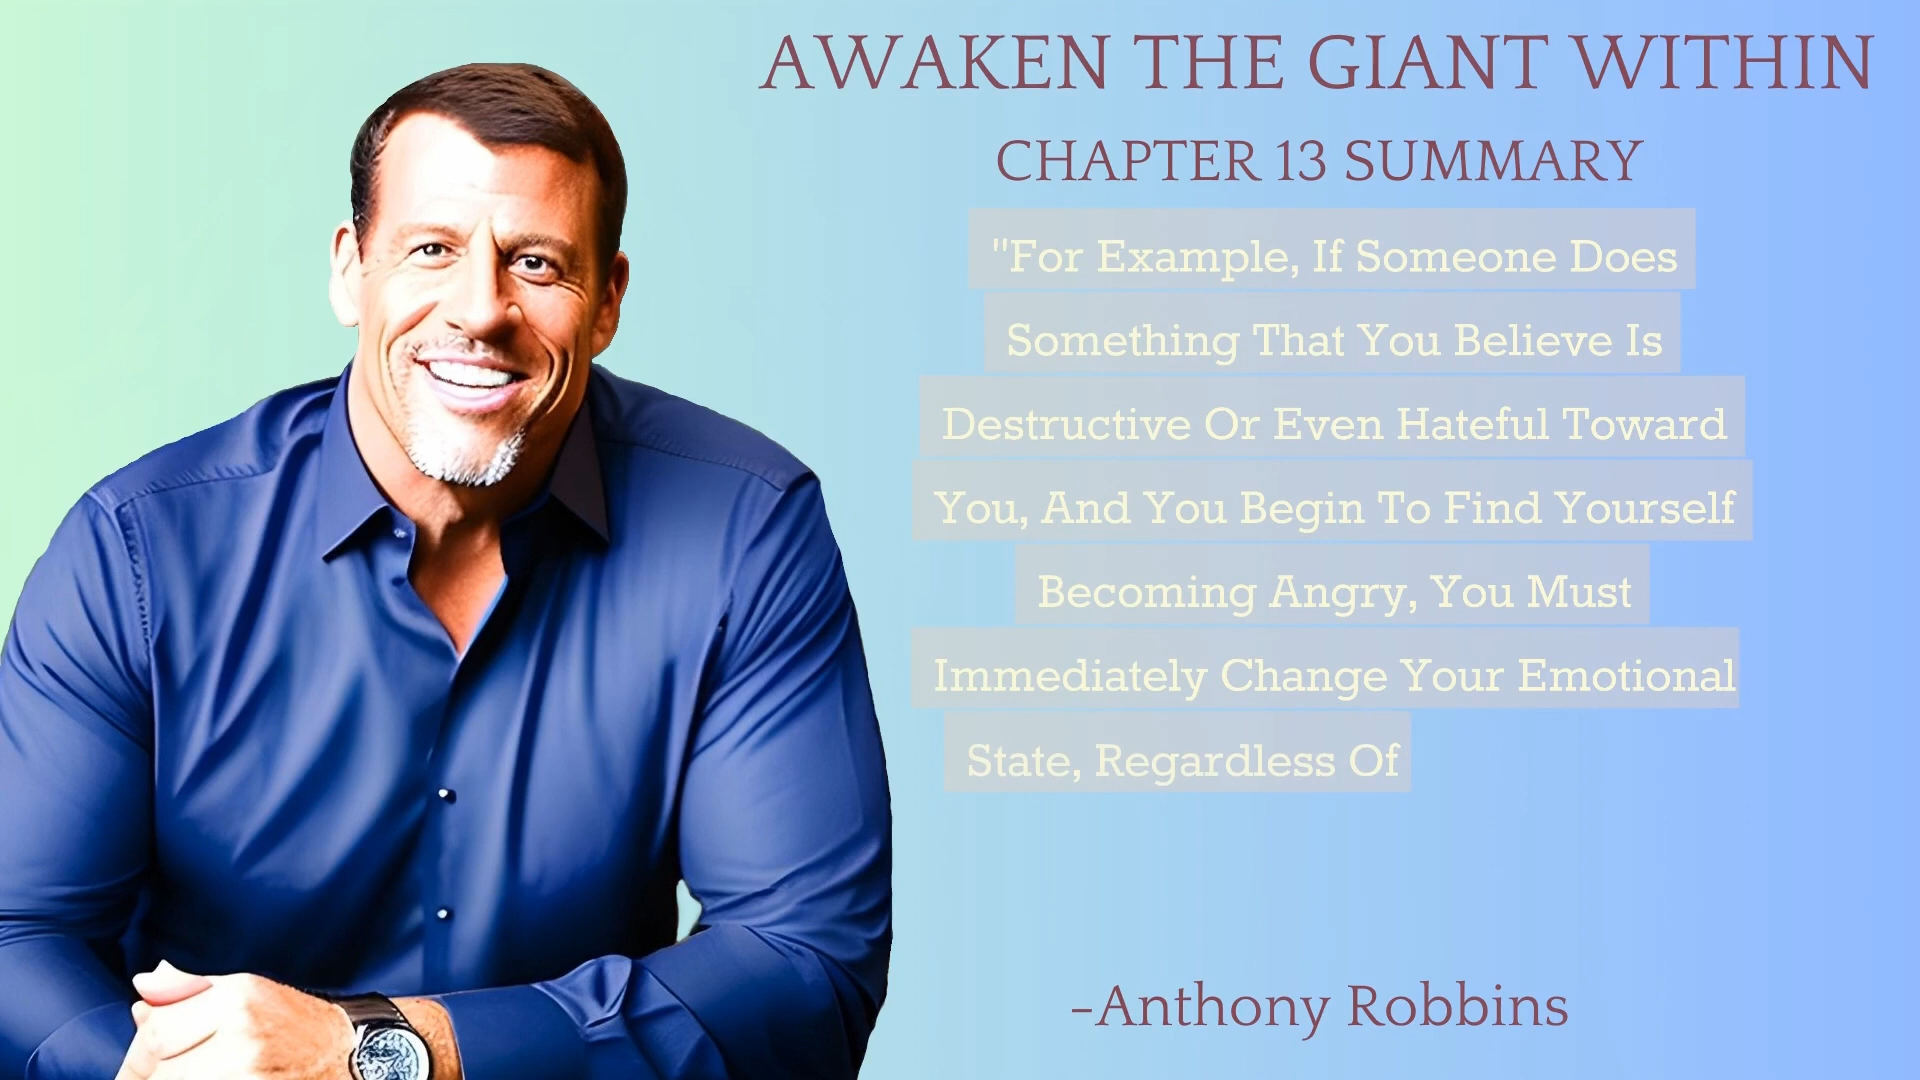 AWAKEN THE GIANT WITHIN
CHAPTER 13 SUMMARY
"For Example, If Someone Does
Something That You Believe Is
Destructive Or Even Hateful Toward
You, And You Begin To Find Yourself
Becoming Angry, You Must
Immediately Change Your Emotional
State, Regardless Of
–Anthony Robbins